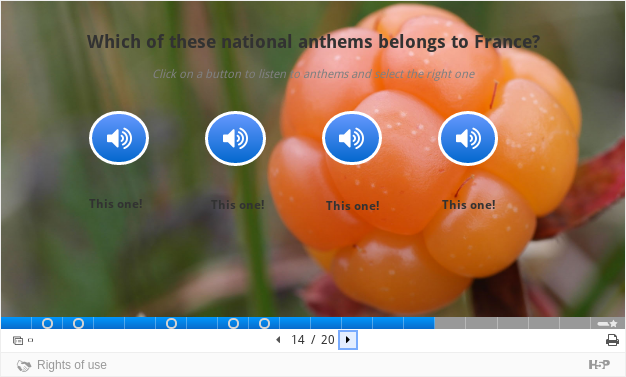 Which of these national anthems belongs to France?
Click on a button to listen to anthems and select the right one
This one! This one! This one! This one!
14 / 20
Rights of use
H5P